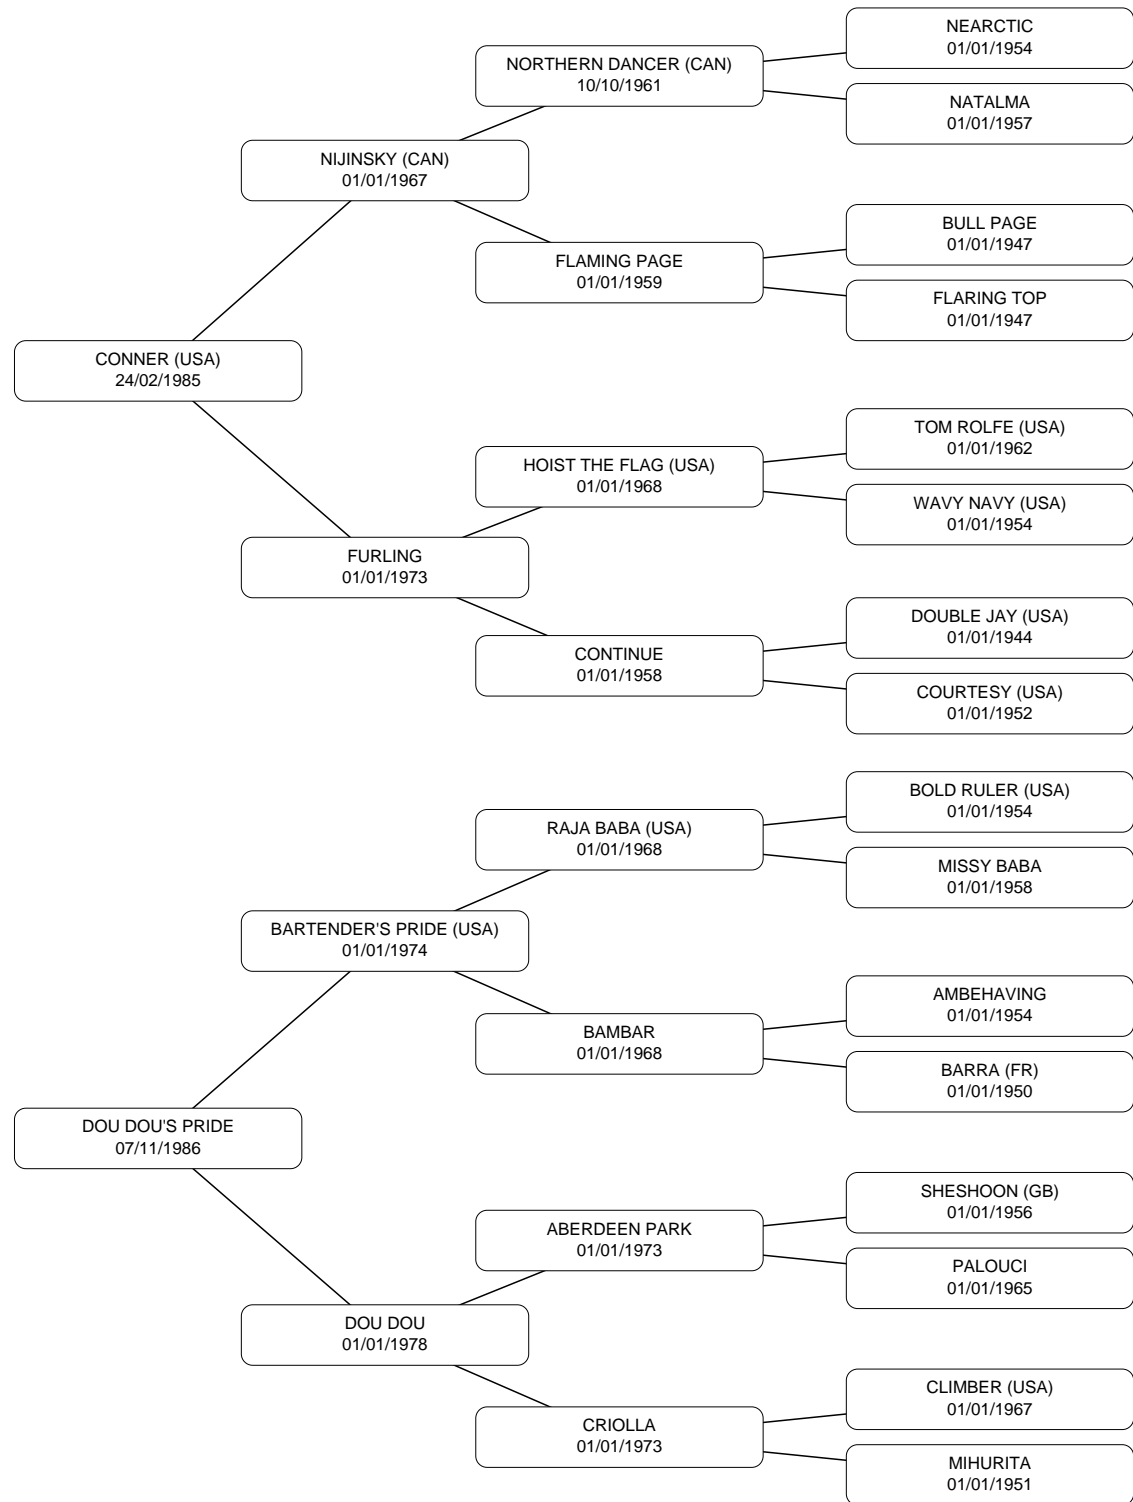 NEARCTIC
01/01/1954
NORTHERN DANCER (CAN)
10/10/1961
NATALMA
01/01/1957
NIJINSKY (CAN)
01/01/1967
BULL PAGE
01/01/1947
FLAMING PAGE
01/01/1959
FLARING TOP
01/01/1947
CONNER (USA)
24/02/1985
TOM ROLFE (USA)
01/01/1962
HOIST THE FLAG (USA)
01/01/1968
WAVY NAVY (USA)
01/01/1954
FURLING
01/01/1973
DOUBLE JAY (USA)
01/01/1944
CONTINUE
01/01/1958
COURTESY (USA)
01/01/1952
BOLD RULER (USA)
01/01/1954
RAJA BABA (USA)
01/01/1968
MISSY BABA
01/01/1958
BARTENDER'S PRIDE (USA)
01/01/1974
AMBEHAVING
01/01/1954
BAMBAR
01/01/1968
BARRA (FR)
01/01/1950
DOU DOU'S PRIDE
07/11/1986
SHESHOON (GB)
01/01/1956
ABERDEEN PARK
01/01/1973
PALOUCI
01/01/1965
DOU DOU
01/01/1978
CLIMBER (USA)
01/01/1967
CRIOLLA
01/01/1973
MIHURITA
01/01/1951